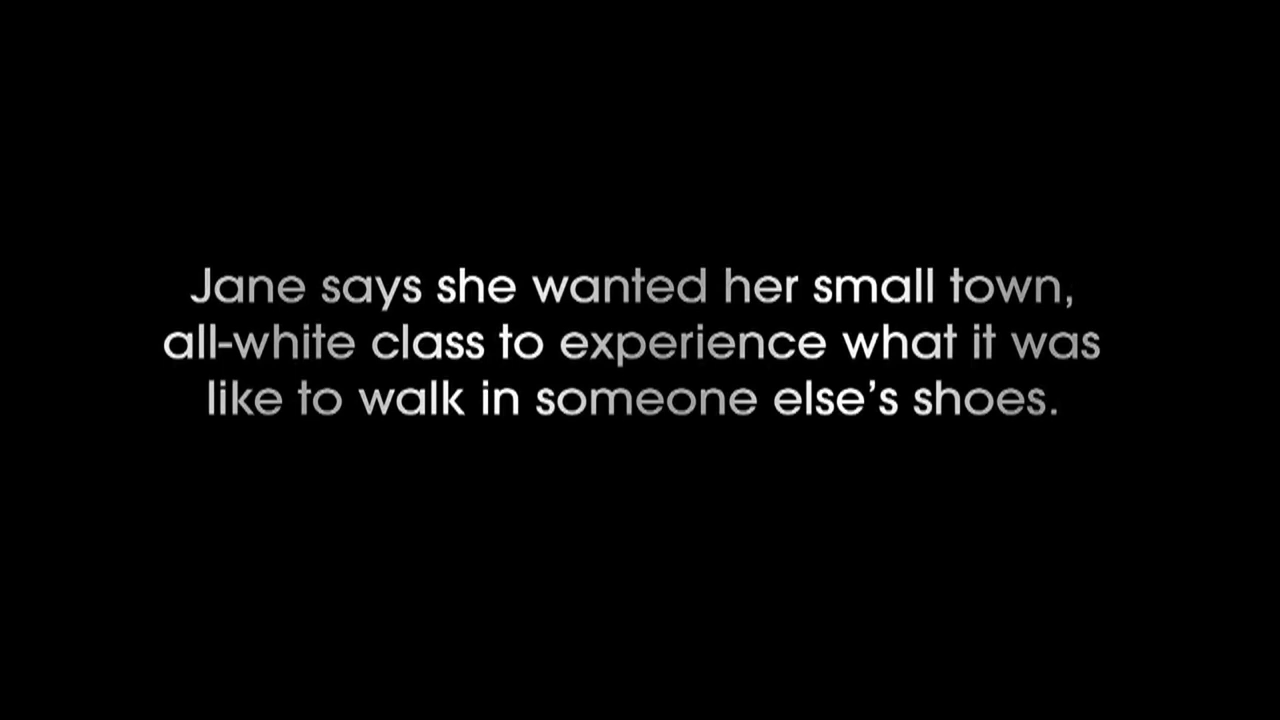 Jane says she wanted her small town,
all-white class to experience what it was
like to walk in someone else’s shoes.